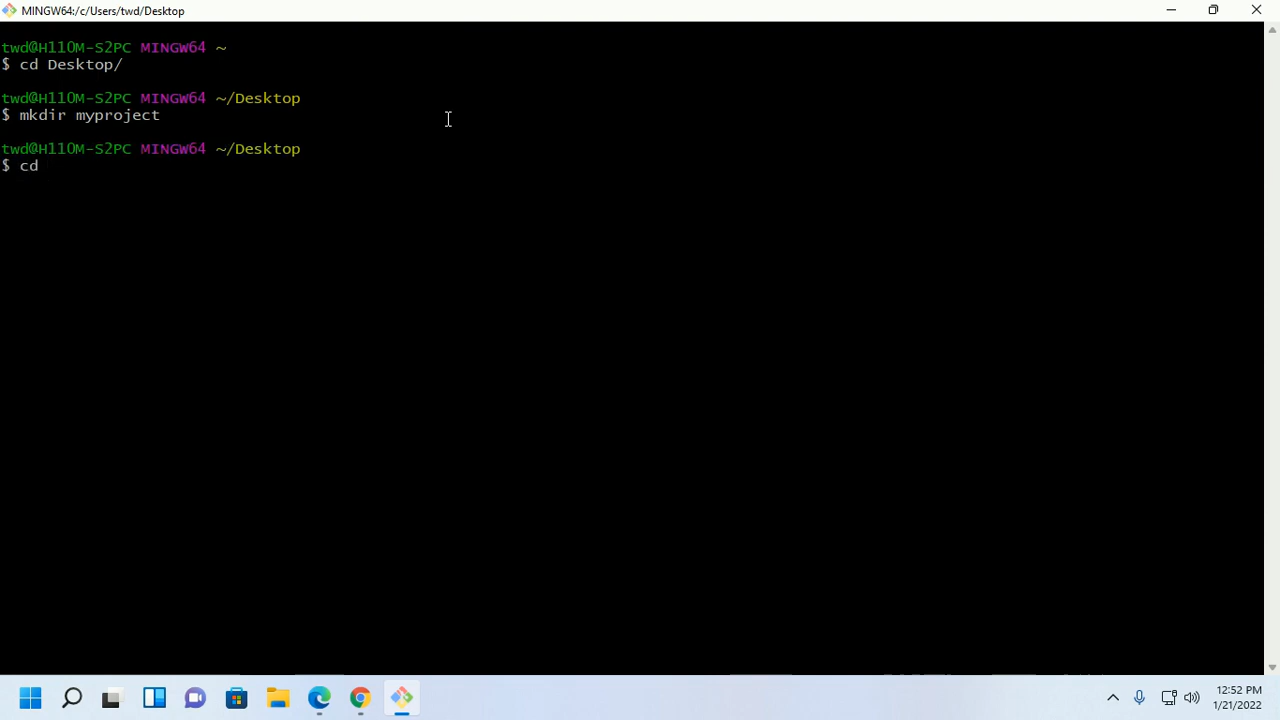 MINGW64:/c/Users/twd/Desktop
twd@H110M-S2PC MINGW64 ~
$ cd Desktop/
twd@H110M-S2PC MINGW64 ~/Desktop
$ mkdir myproject
twd@H110M-S2PC MINGW64 ~/Desktop
$ cd
12:52 PM
1/21/2022